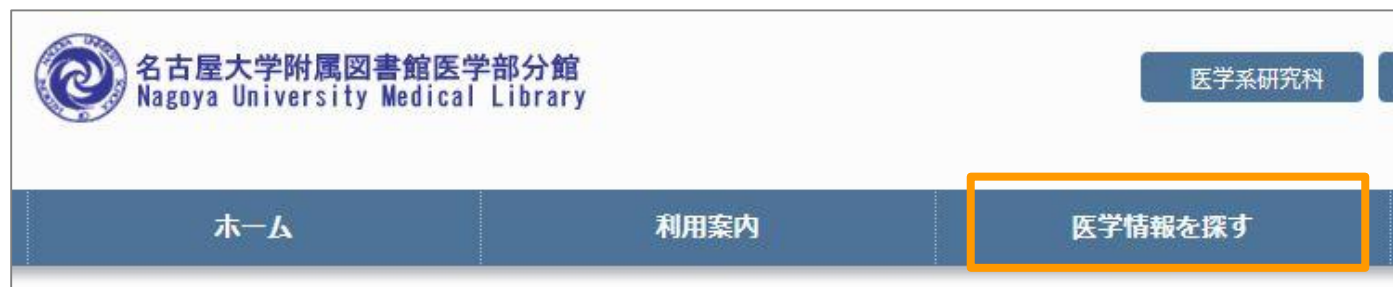 名古屋大学附属図書館医学部分館
Nagoya University Medical Library
医学系研究科
ホーム
利用案内
医学情報を探す